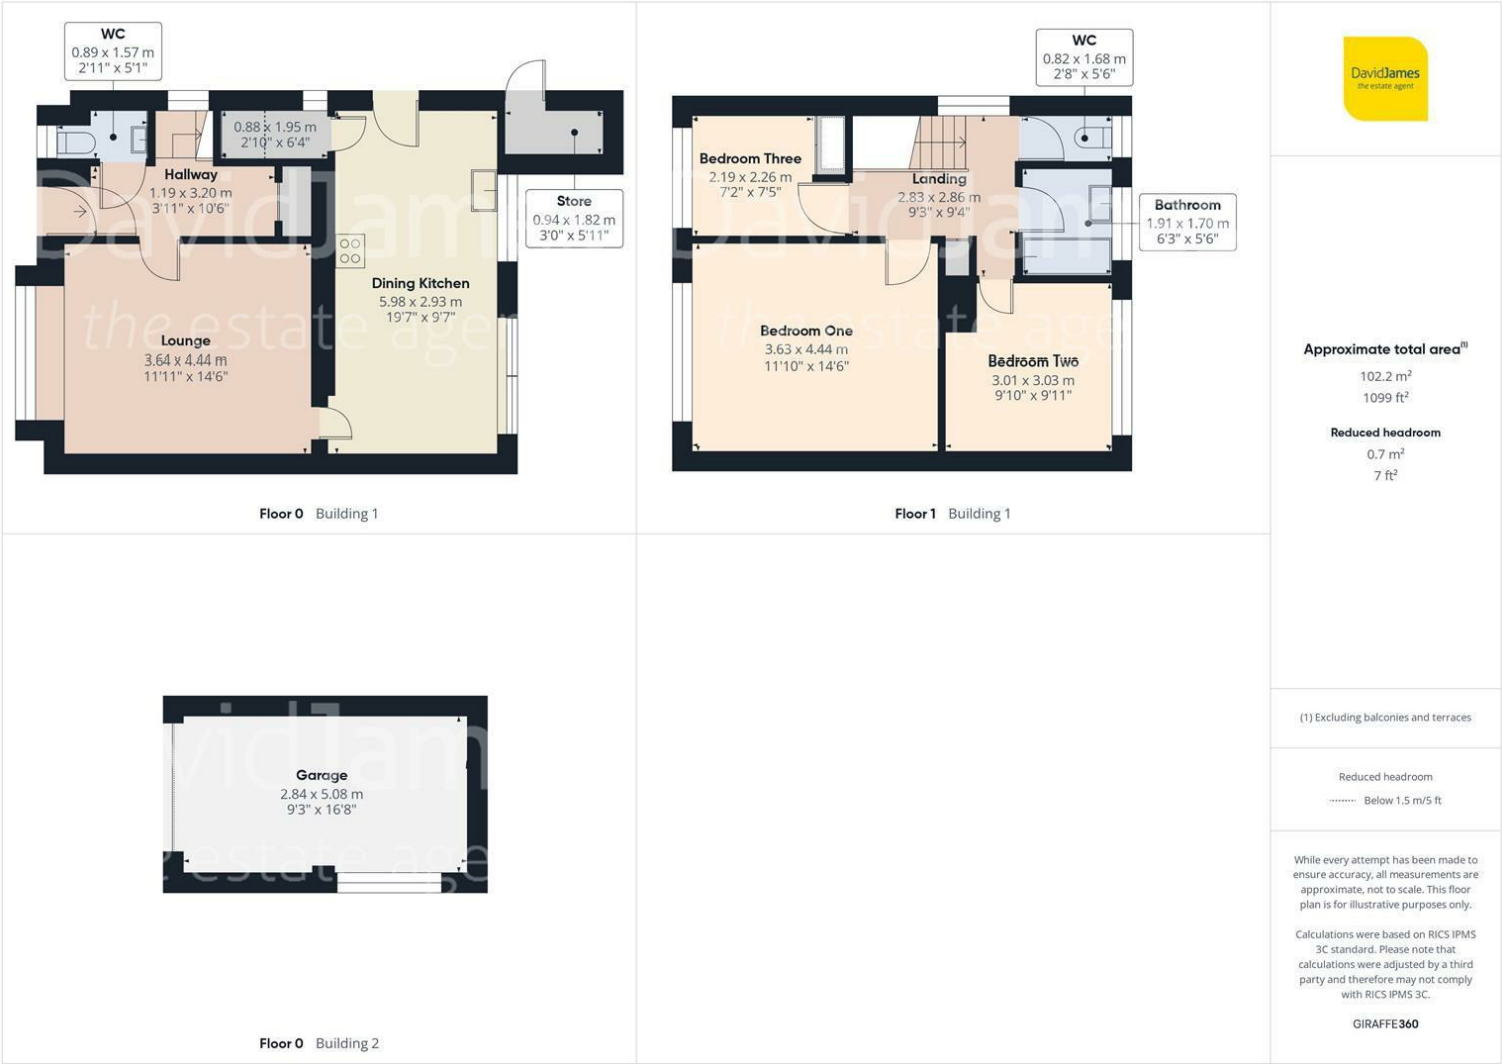 WC
0.89 x 1.57 m
2'11" x 5'1"
0.88 x 1.95 m
2'10" x 6'4"
Hallway
1.19 x 3.20 m
3'11" x 10'6"
Store
0.94 x 1.82 m
3'0" x 5'11"
Dining Kitchen
5.98 x 2.93 m
19'7" x 9'7"
Lounge
3.64 x 4.44 m
11'11" x 14'6"
DavidJames
the estate agent
Floor 0 Building 1
WC
0.82 x 1.68 m
2'8" x 5'6"
Bedroom Three
2.19 x 2.26 m
7'2" x 7'5"
Landing
2.83 x 2.86 m
9'3" x 9'4"
Bathroom
1.91 x 1.70 m
6'3" x 5'6"
Bedroom One
3.63 x 4.44 m
11'10" x 14'6"
Bedroom Two
3.01 x 3.03 m
9'10" x 9'11"
DavidJam
the estate age
Floor 1 Building 1
Garage
2.84 x 5.08 m
9'3" x 16'8"
vidJam
e estate age
Floor 0 Building 2
DavidJames
the estate agent
Approximate total area(1)
102.2 m²
1099 ft²
Reduced headroom
0.7 m²
7 ft²
(1) Excluding balconies and terraces
Reduced headroom
Below 1.5 m/5 ft
While every attempt has been made to
ensure accuracy, all measurements are
approximate, not to scale. This floor
plan is for illustrative purposes only.
Calculations were based on RICS IPMS
3C standard. Please note that
calculations were adjusted by a third
party and therefore may not comply
with RICS IPMS 3C.
GIRAFFE360